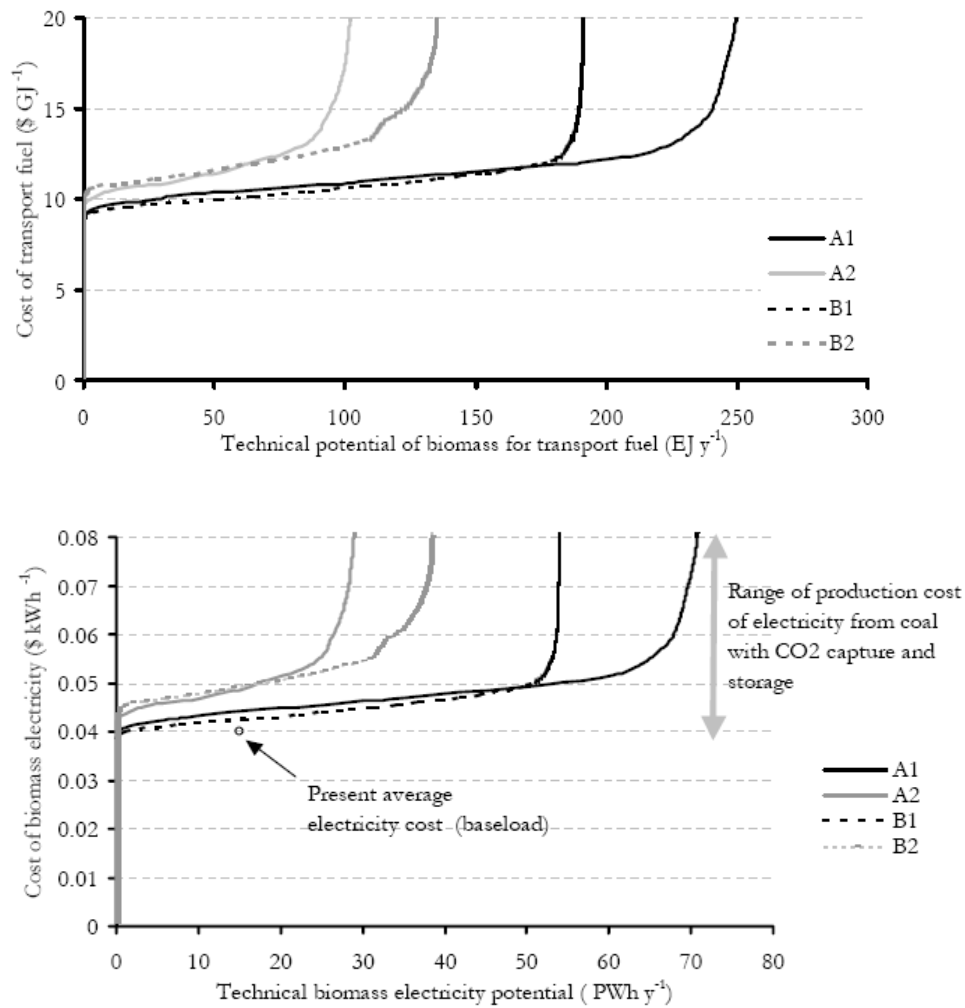 20
15
10
5
0
Cost of transport fuel ($ GJ⁻¹)
A1
A2
B1
B2
0 50 100 150 200 250 300
Technical potential of biomass for transport fuel (EJ y⁻¹)
0.08
0.07
0.06
0.05
0.04
0.03
0.02
0.01
0
Cost of biomass electricity ($ kWh⁻¹)
Range of production cost
of electricity from coal
with CO2 capture and
storage
Present average
electricity cost (baseload)
A1
A2
B1
B2
0 10 20 30 40 50 60 70 80
Technical biomass electricity potential ( PWh y⁻¹)